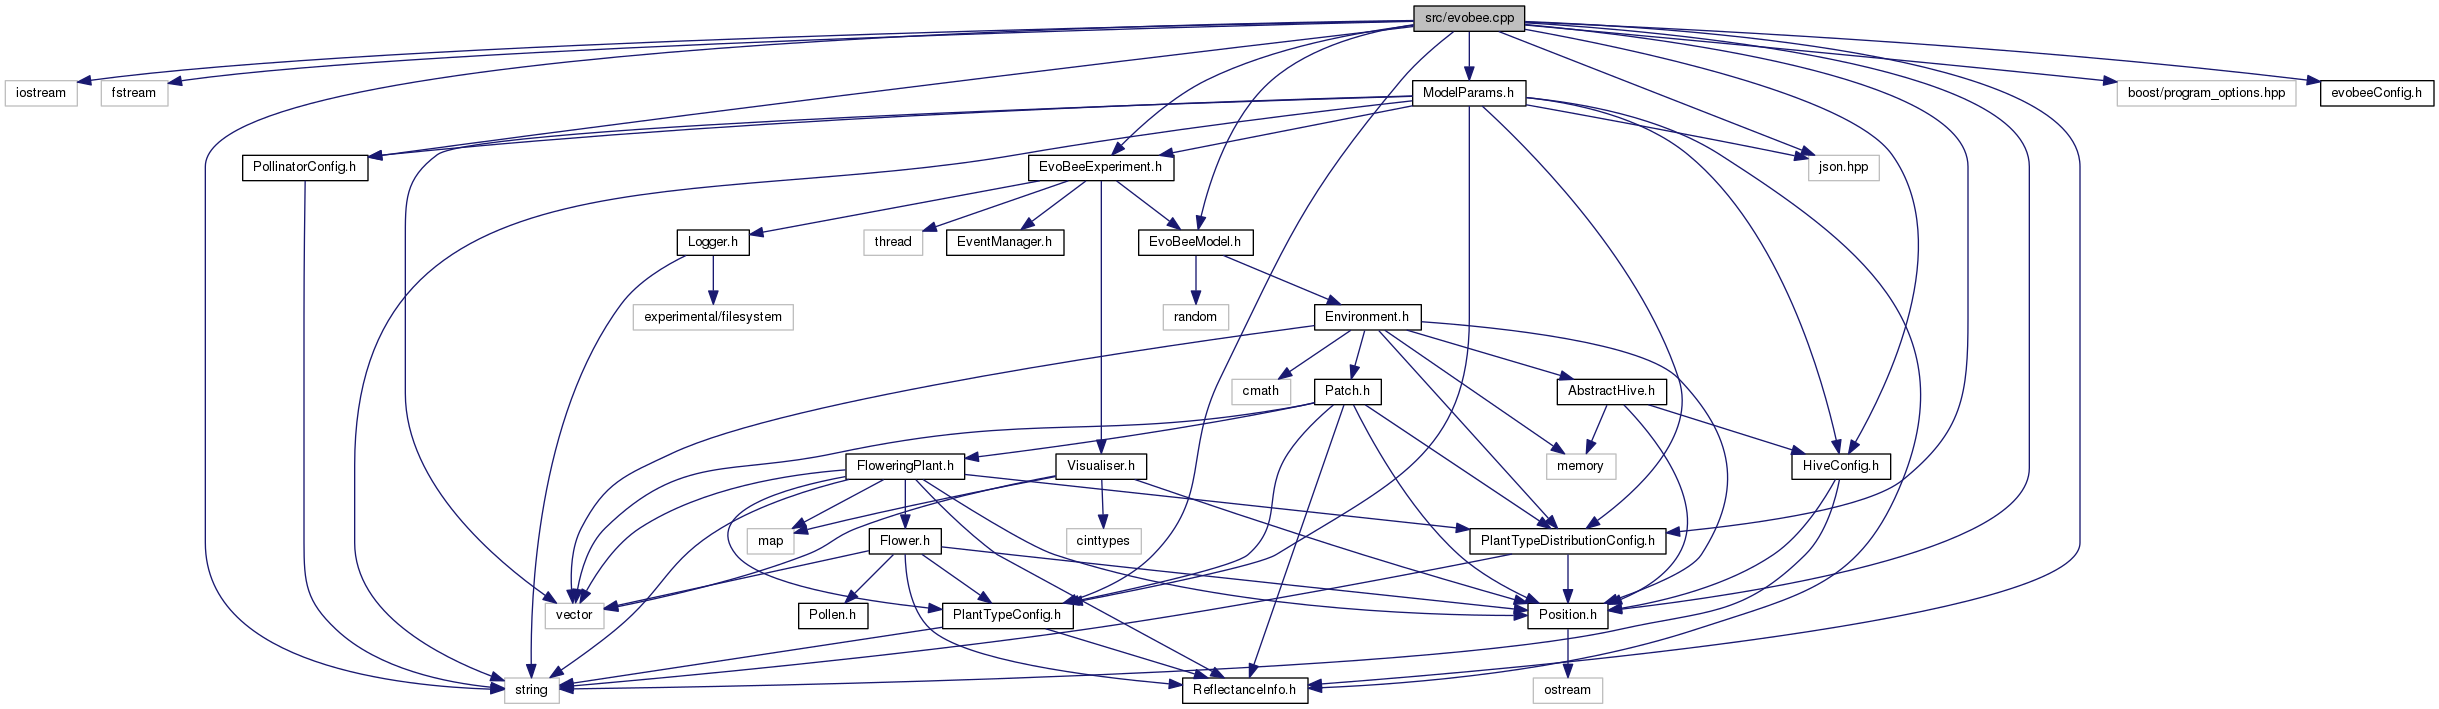 src/evobee.cpp
iostream
fstream
ModelParams.h
boost/program_options.hpp
evobeeConfig.h
PollinatorConfig.h
EvoBeeExperiment.h
json.hpp
Logger.h
thread
EventManager.h
EvoBeeModel.h
experimental/filesystem
random
Environment.h
cmath
Patch.h
AbstractHive.h
FloweringPlant.h
Visualiser.h
memory
HiveConfig.h
map
Flower.h
cinttypes
PlantTypeDistributionConfig.h
vector
Pollen.h
PlantTypeConfig.h
Position.h
string
ReflectanceInfo.h
ostream